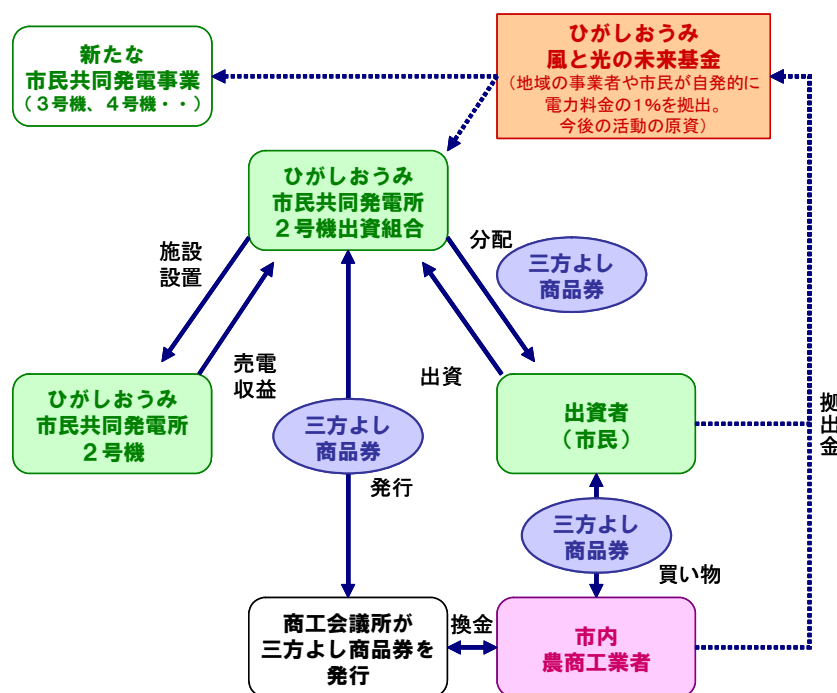 新たな
市民共同発電事業
（３号機、４号機・・）
ひがしおうみ
風と光の未来基金
（地域の事業者や市民が自発的に
電力料金の１％を拠出。
今後の活動の原資）
ひがしおうみ
市民共同発電所
２号機出資組合
施設
設置
分配
三方よし
商品券
売電
収益
出資
ひがしおうみ
市民共同発電所
２号機
三方よし
商品券
出資者
（市民）
拠出金
発行
三方よし
商品券
買い物
商工会議所が
三方よし商品券を
発行
換金
市内
農商工業者